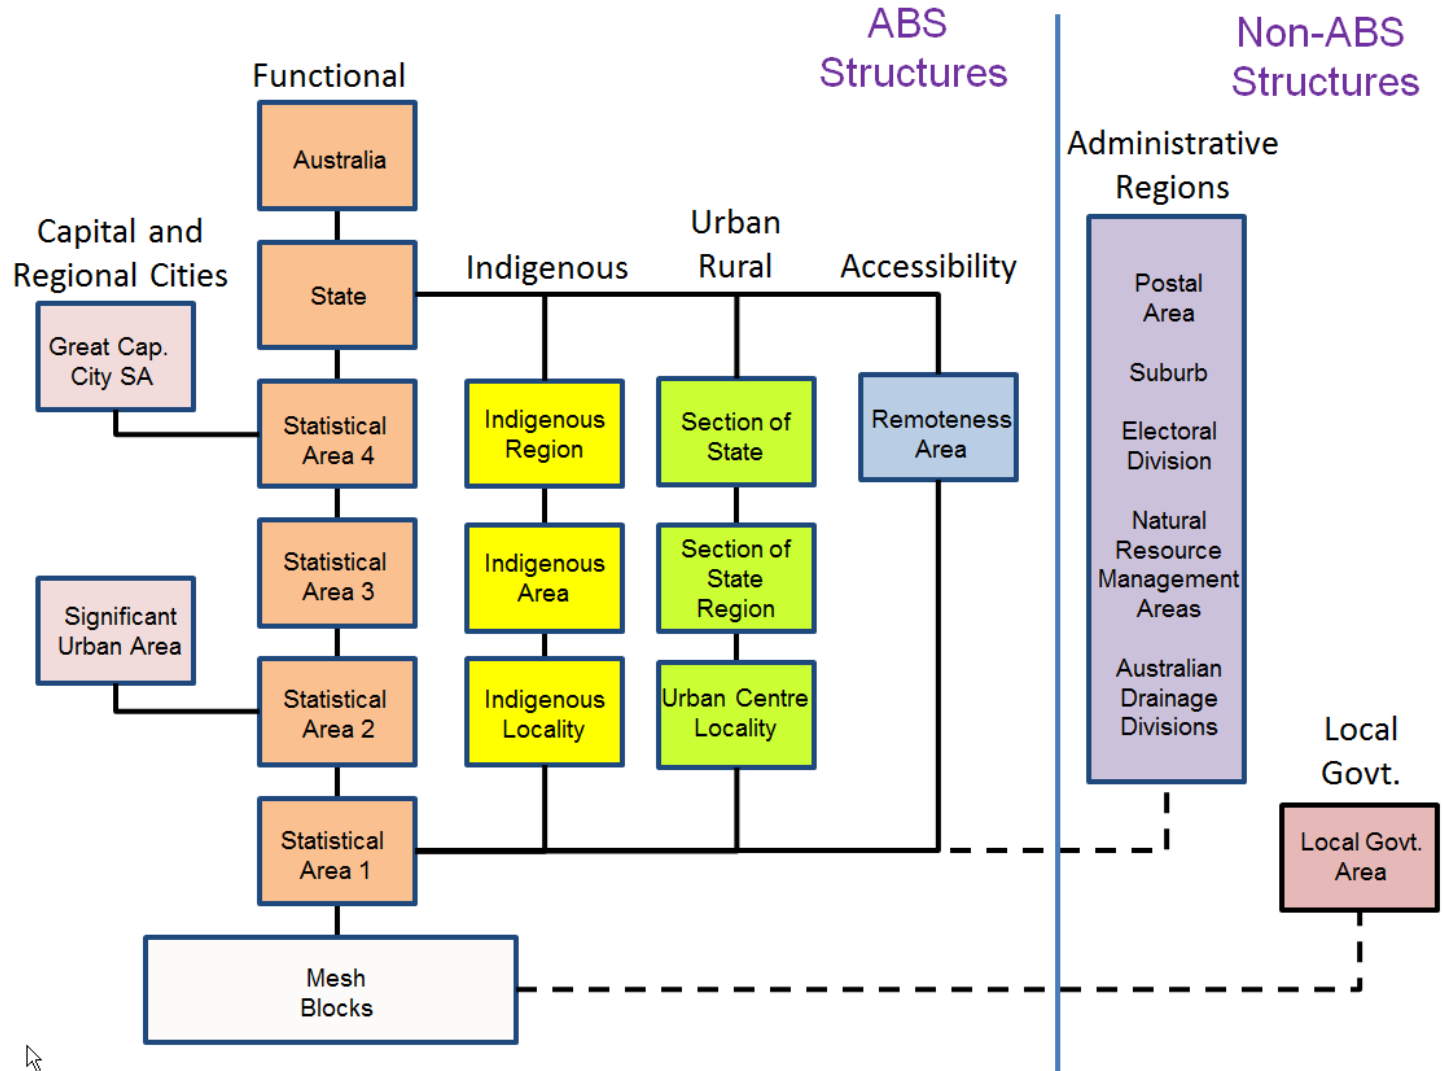 ABS
Structures
Non-ABS
Structures
Functional
Australia
State
Statistical
Area 4
Statistical
Area 3
Statistical
Area 2
Statistical
Area 1
Mesh
Blocks
Capital and
Regional Cities
Great Cap.
City SA
Significant
Urban Area
Indigenous
Indigenous
Region
Indigenous
Area
Indigenous
Locality
Urban
Rural
Section of
State
Section of
State
Region
Urban Centre
Locality
Accessibility
Remoteness
Area
Administrative
Regions
Postal
Area
Suburb
Electoral
Division
Natural
Resource
Management
Areas
Australian
Drainage
Divisions
Local
Govt.
Local Govt.
Area